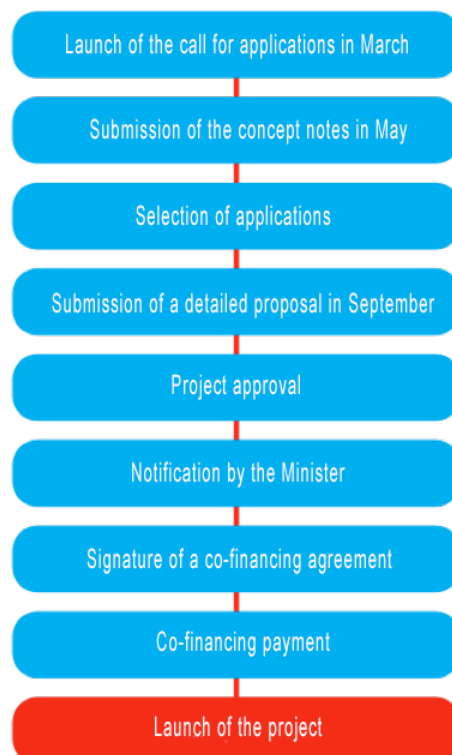 Launch of the call for applications in March
Submission of the concept notes in May
Selection of applications
Submission of a detailed proposal in September
Project approval
Notification by the Minister
Signature of a co-financing agreement
Co-financing payment
Launch of the project